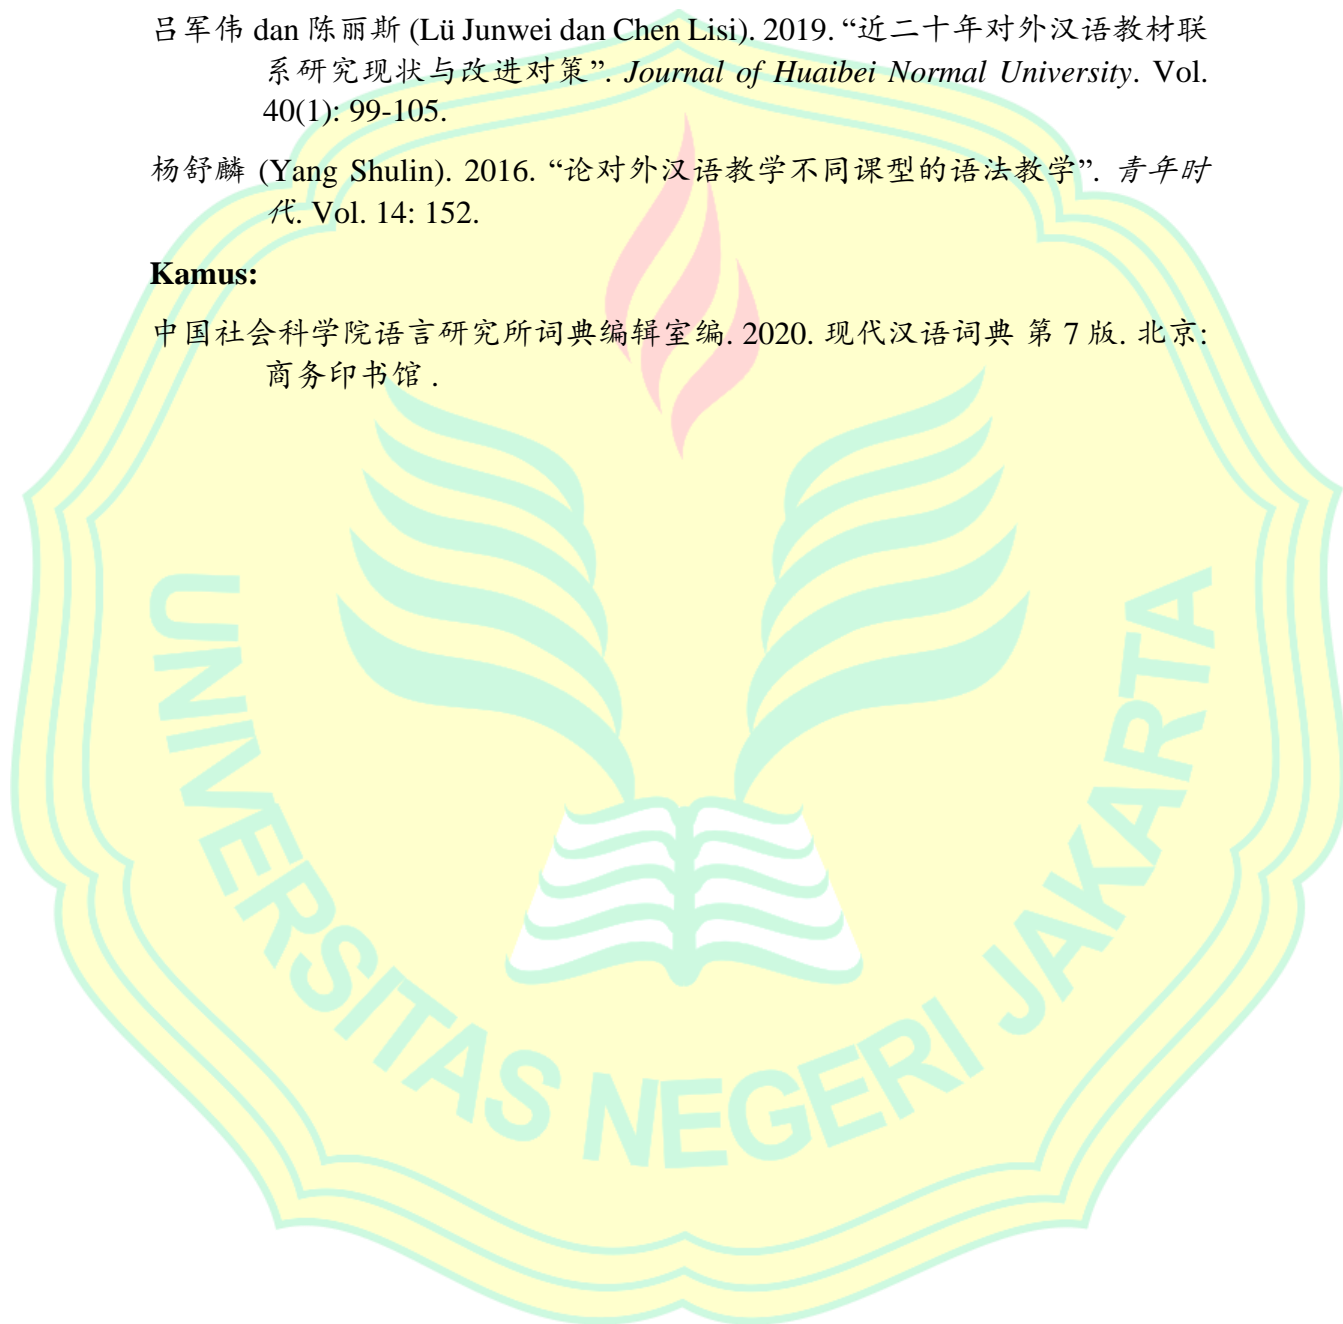 吕军伟 dan 陈丽斯 (Lü Junwei dan Chen Lisi). 2019. “近二十年对外汉语教材联
系研究现状与改进对策”. Journal of Huaibei Normal University. Vol.
40(1): 99-105.
杨舒麟 (Yang Shulin). 2016. “论对外汉语教学不同课型的语法教学”. 青年时
代. Vol. 14: 152.
Kamus:
中国社会科学院语言研究所词典编辑室编. 2020. 现代汉语词典 第 7 版. 北京:
商务印书馆 .
UNIVERSITAS NEGERI JAKARTA